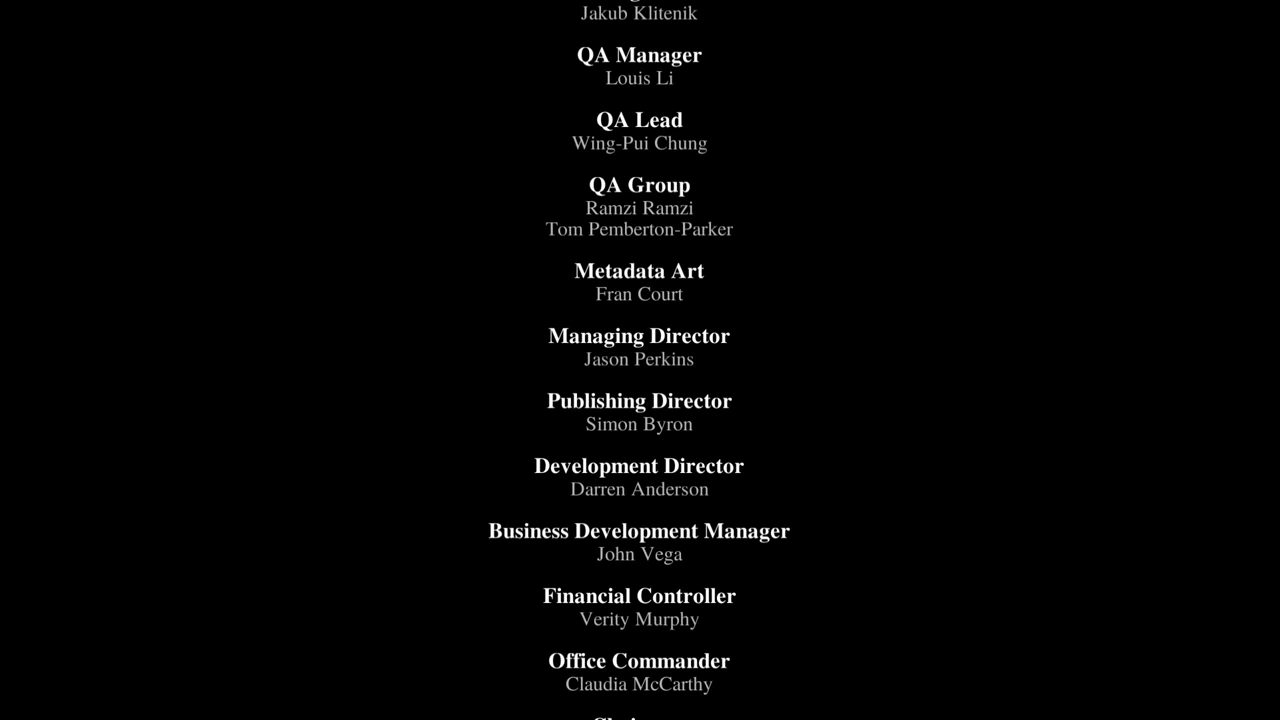 Jakub Klitenik
QA Manager
Louis Li
QA Lead
Wing-Pui Chung
QA Group
Ramzi Ramzi
Tom Pemberton-Parker
Metadata Art
Fran Court
Managing Director
Jason Perkins
Publishing Director
Simon Byron
Development Director
Darren Anderson
Business Development Manager
John Vega
Financial Controller
Verity Murphy
Office Commander
Claudia McCarthy